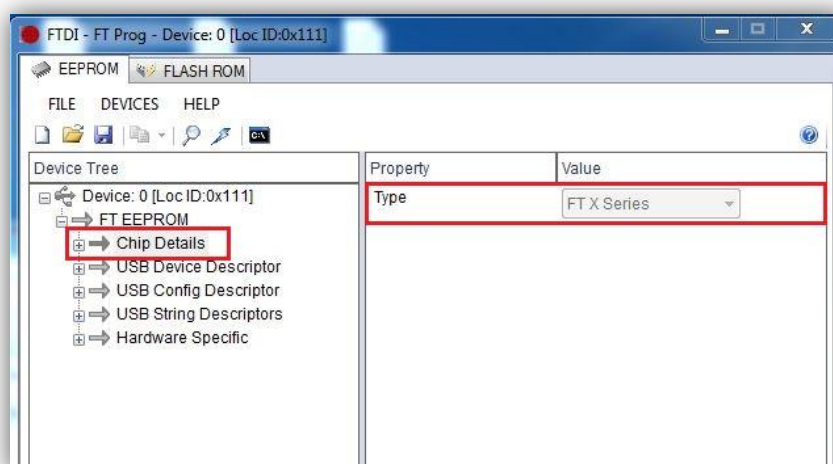 FTDI - FT Prog - Device: 0 [Loc ID:0x111]
EEPROM FLASH ROM
FILE DEVICES HELP
C:\
Device Tree
Property Value
Device: 0 [Loc ID:0x111]
FT EEPROM
Chip Details
USB Device Descriptor
USB Config Descriptor
USB String Descriptors
Hardware Specific
Type FT X Series